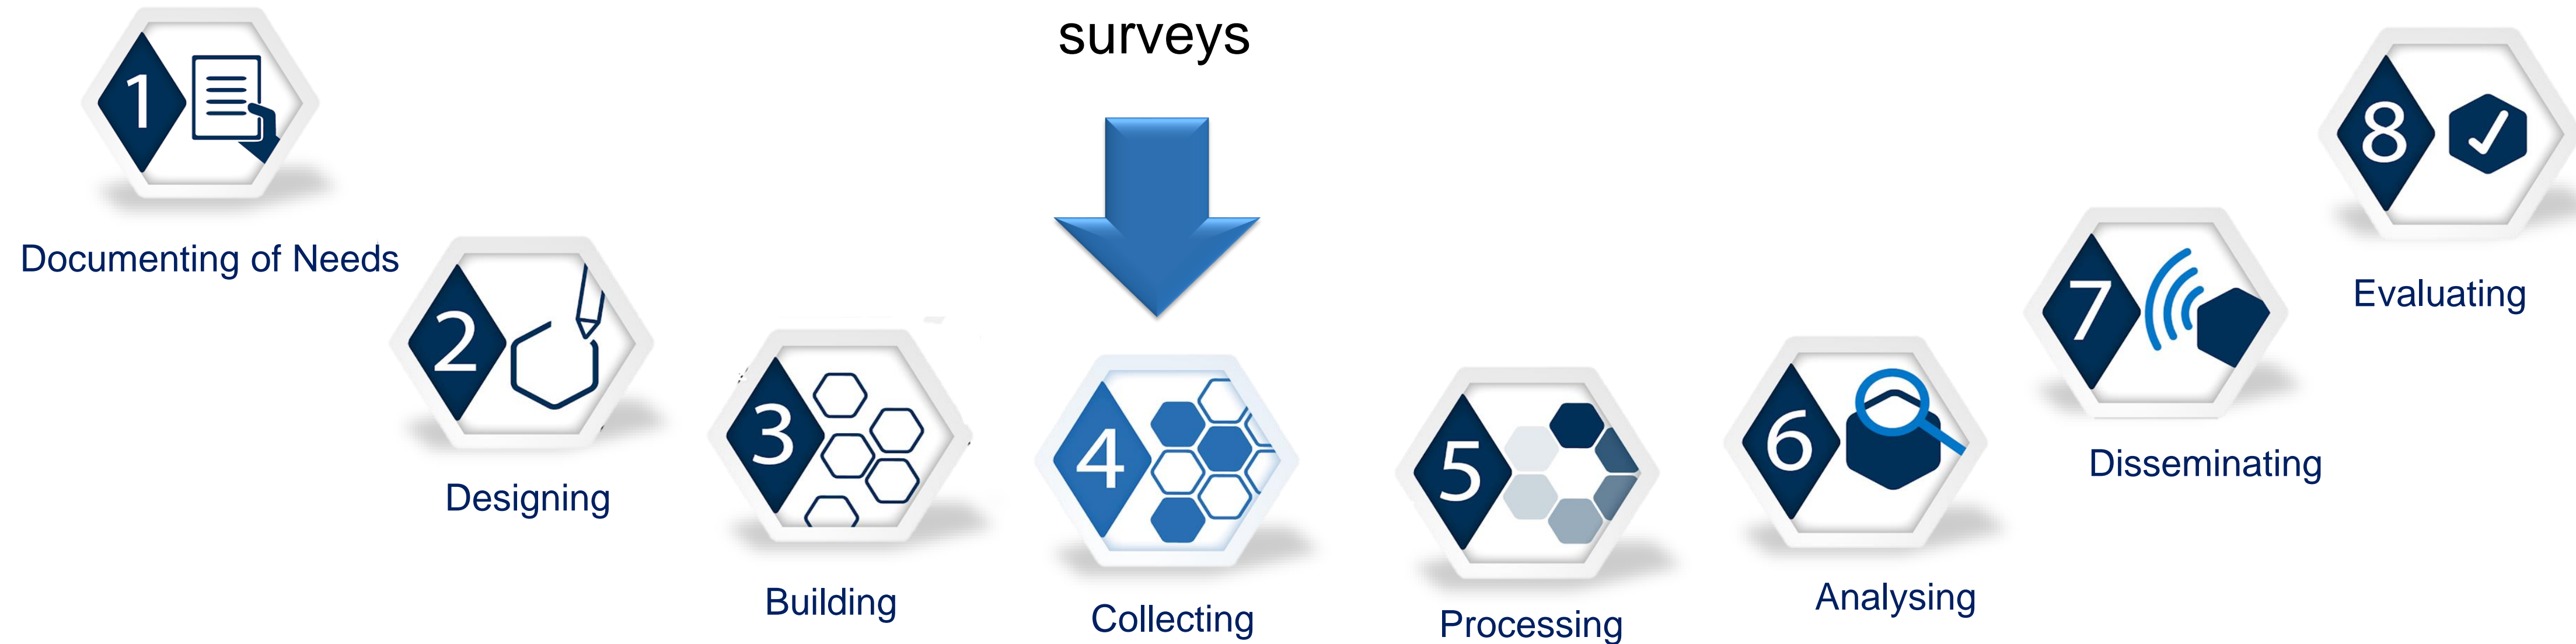 surveys
1
Documenting of Needs
2
Designing
3
Building
4
Collecting
5
Processing
6
Analysing
7
Disseminating
8
Evaluating